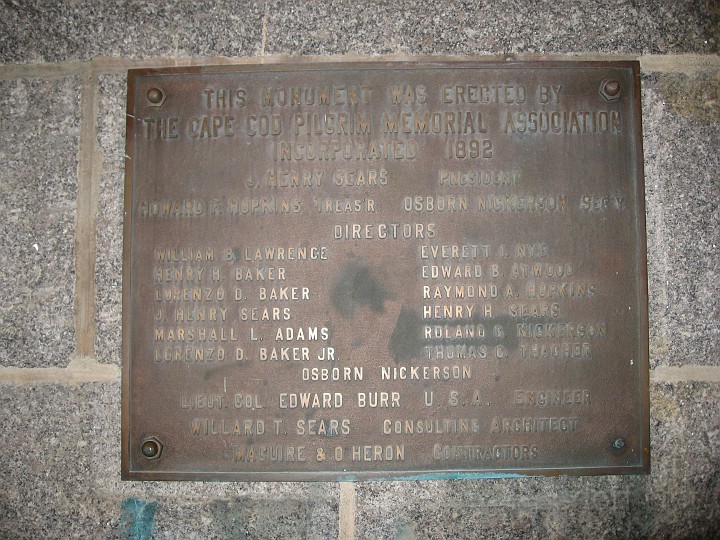 THIS MONUMENT WAS ERECTED BY
THE CAPE COD PILGRIM MEMORIAL ASSOCIATION
INCORPORATED 1892
J. HENRY SEARS PRESIDENT
HOWARD F. HOPKINS TREAS'R OSBORN NICKERSON SEC'Y
DIRECTORS
WILLIAM B. LAWRENCE EVERETT I. NYE
HENRY H. BAKER EDWARD B. ATWOOD
LORENZO D. BAKER RAYMOND A. HOPKINS
J. HENRY SEARS HENRY H. SEARS
MARSHALL L. ADAMS ROLAND C. NICKERSON
LORENZO D. BAKER JR. THOMAS C. THACHER
OSBORN NICKERSON
LIEUT. COL. EDWARD BURR U. S. A. ENGINEER
WILLARD T. SEARS CONSULTING ARCHITECT
MAGUIRE & O'HERON CONTRACTORS